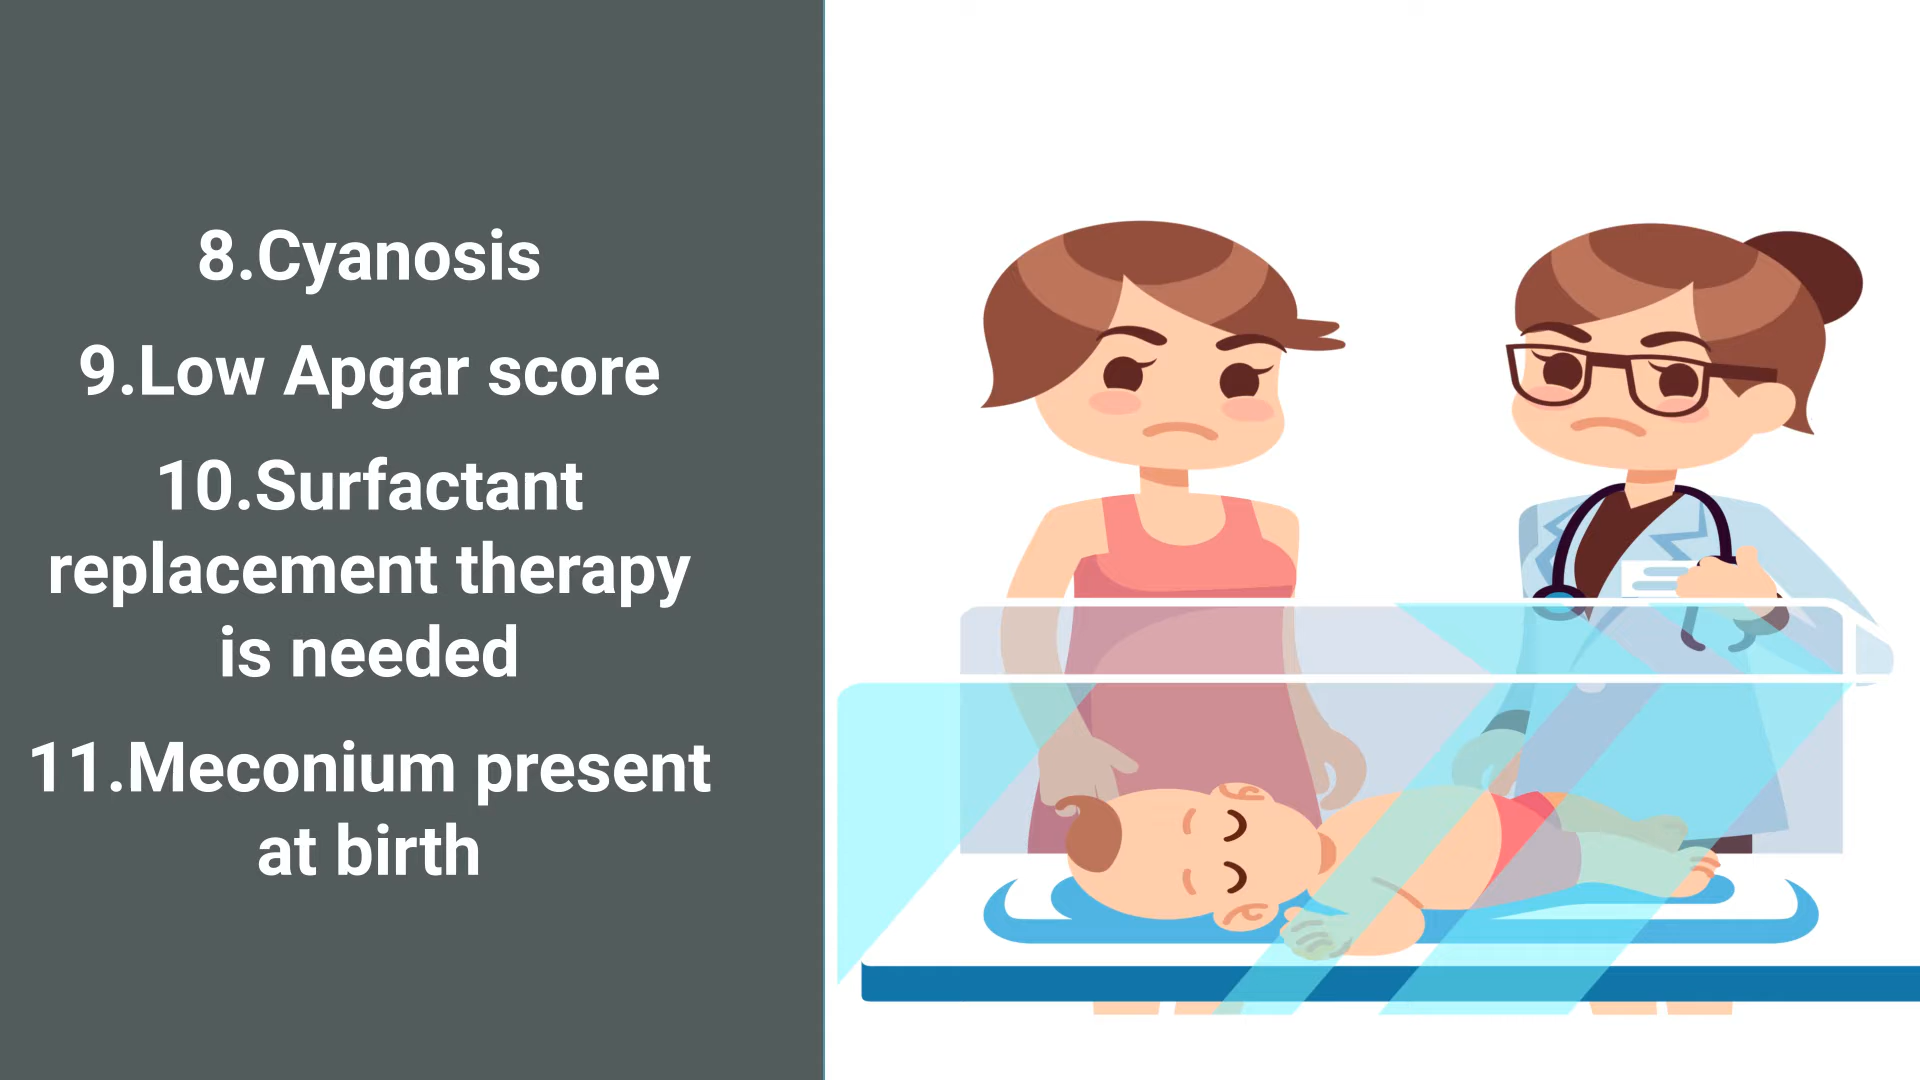 8.Cyanosis
9.Low Apgar score
10.Surfactant
replacement therapy
is needed
11.Meconium present
at birth